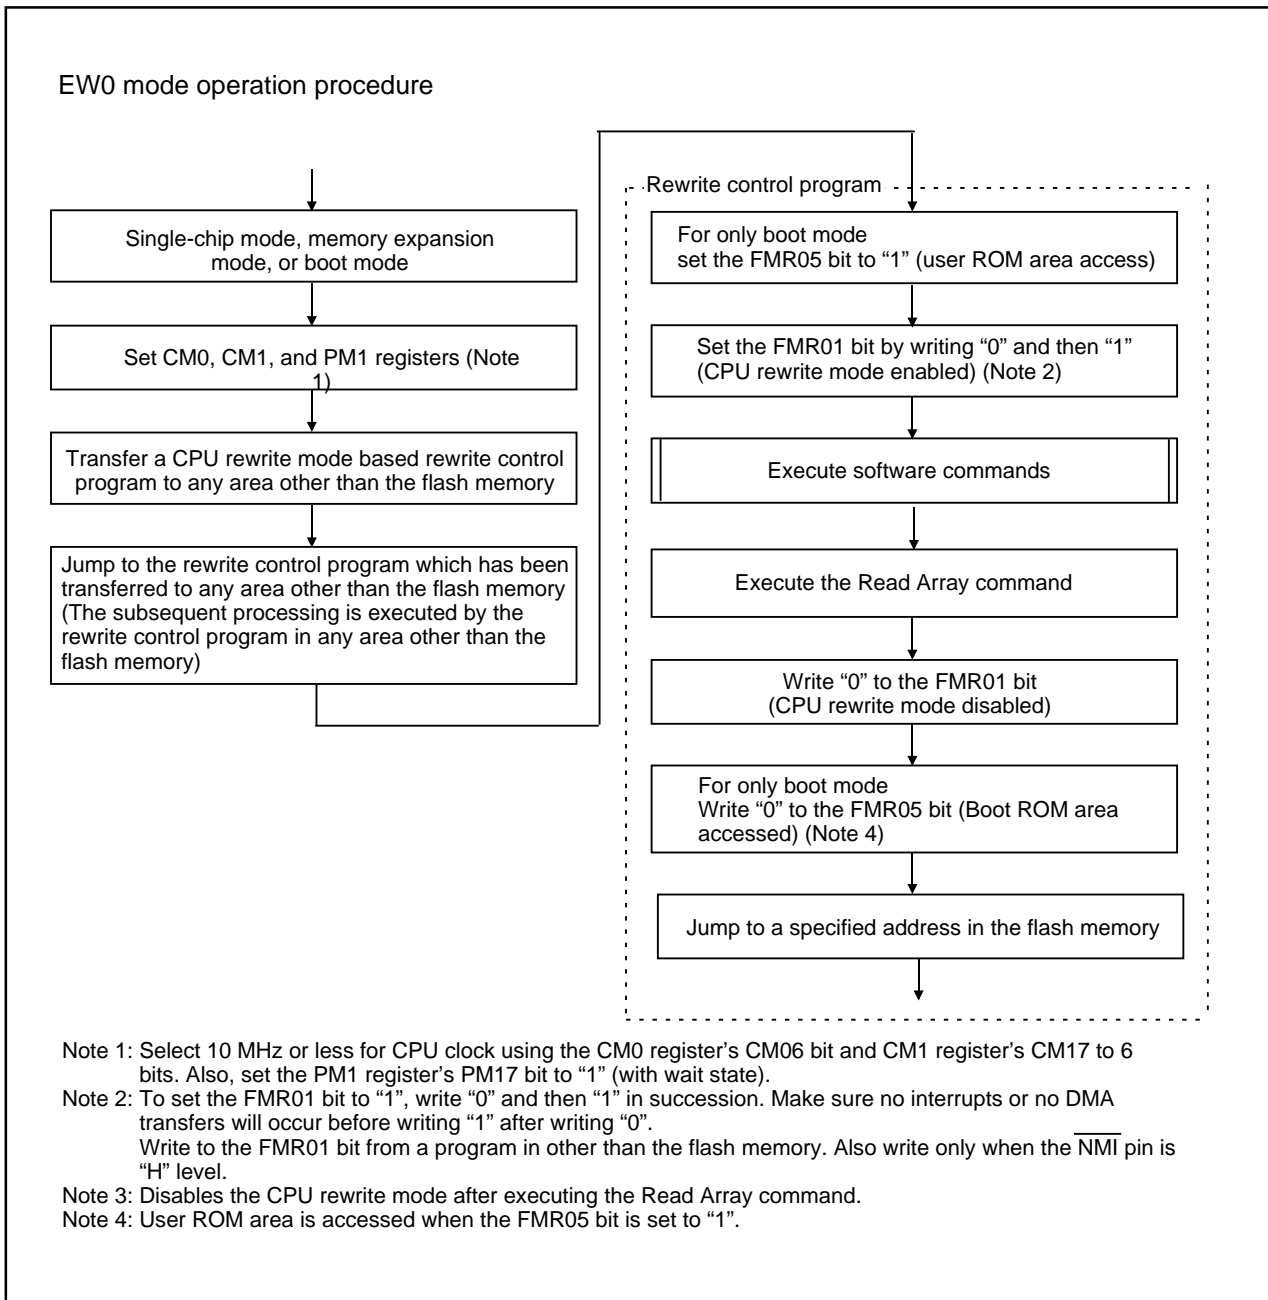 EW0 mode operation procedure
Single-chip mode, memory expansion
mode, or boot mode
Set CM0, CM1, and PM1 registers (Note
1)
Transfer a CPU rewrite mode based rewrite control
program to any area other than the flash memory
Jump to the rewrite control program which has been
transferred to any area other than the flash memory
(The subsequent processing is executed by the
rewrite control program in any area other than the
flash memory)
Rewrite control program
For only boot mode
set the FMR05 bit to “1” (user ROM area access)
Set the FMR01 bit by writing “0” and then “1”
(CPU rewrite mode enabled) (Note 2)
Execute software commands
Execute the Read Array command
Write “0” to the FMR01 bit
(CPU rewrite mode disabled)
For only boot mode
Write “0” to the FMR05 bit (Boot ROM area
accessed) (Note 4)
Jump to a specified address in the flash memory
Note 1: Select 10 MHz or less for CPU clock using the CM0 register’s CM06 bit and CM1 register’s CM17 to 6
bits. Also, set the PM1 register’s PM17 bit to “1” (with wait state).
Note 2: To set the FMR01 bit to “1”, write “0” and then “1” in succession. Make sure no interrupts or no DMA
transfers will occur before writing “1” after writing “0”.
Write to the FMR01 bit from a program in other than the flash memory. Also write only when the NMI pin is
“H” level.
Note 3: Disables the CPU rewrite mode after executing the Read Array command.
Note 4: User ROM area is accessed when the FMR05 bit is set to “1”.